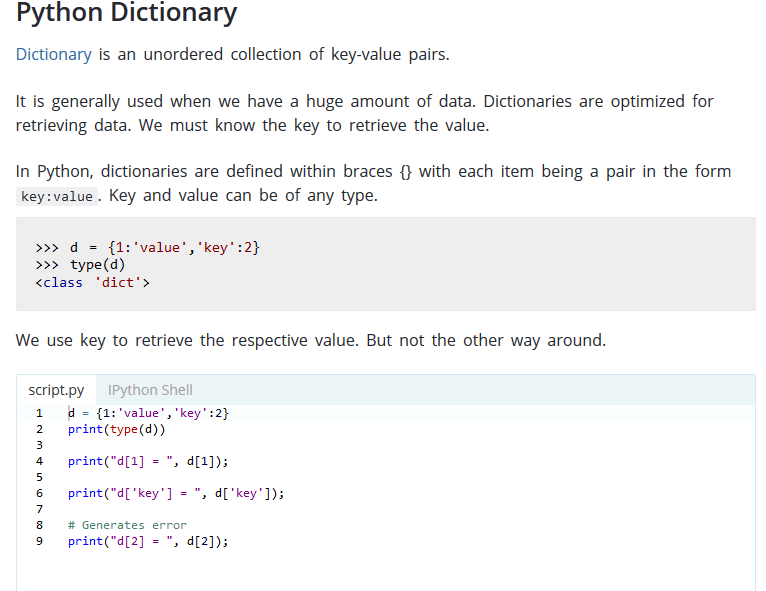 Python Dictionary
Dictionary is an unordered collection of key-value pairs.
It is generally used when we have a huge amount of data. Dictionaries are optimized for
retrieving data. We must know the key to retrieve the value.
In Python, dictionaries are defined within braces {} with each item being a pair in the form
key:value . Key and value can be of any type.
>>> d = {1:'value','key':2}
>>> type(d)
<class 'dict'>
We use key to retrieve the respective value. But not the other way around.
script.py IPython Shell
1 d = {1:'value','key':2}
2 print(type(d))
3
4 print("d[1] = ", d[1]);
5
6 print("d['key'] = ", d['key']);
7
8 # Generates error
9 print("d[2] = ", d[2]);